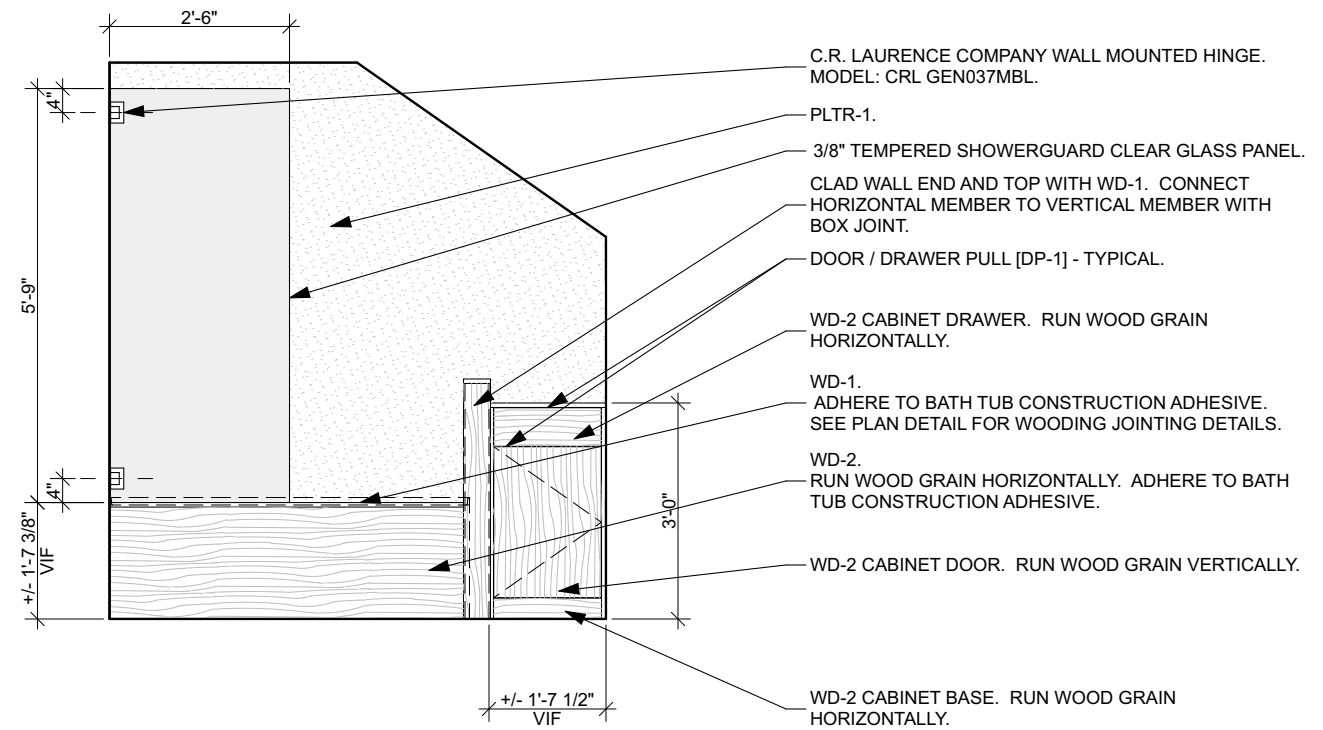 2'-6"
4"
5'-9"
4"
+/- 1'-7 3/8"
VIF
3'-0"
+/- 1'-7 1/2"
VIF
C.R. LAURENCE COMPANY WALL MOUNTED HINGE.
MODEL: CRL GEN037MBL.
PLTR-1.
3/8" TEMPERED SHOWERGUARD CLEAR GLASS PANEL.
CLAD WALL END AND TOP WITH WD-1. CONNECT
HORIZONTAL MEMBER TO VERTICAL MEMBER WITH
BOX JOINT.
DOOR / DRAWER PULL [DP-1] - TYPICAL.
WD-2 CABINET DRAWER. RUN WOOD GRAIN
HORIZONTALLY.
WD-1.
ADHERE TO BATH TUB CONSTRUCTION ADHESIVE.
SEE PLAN DETAIL FOR WOODING JOINTING DETAILS.
WD-2.
RUN WOOD GRAIN HORIZONTALLY. ADHERE TO BATH
TUB CONSTRUCTION ADHESIVE.
WD-2 CABINET DOOR. RUN WOOD GRAIN VERTICALLY.
WD-2 CABINET BASE. RUN WOOD GRAIN
HORIZONTALLY.